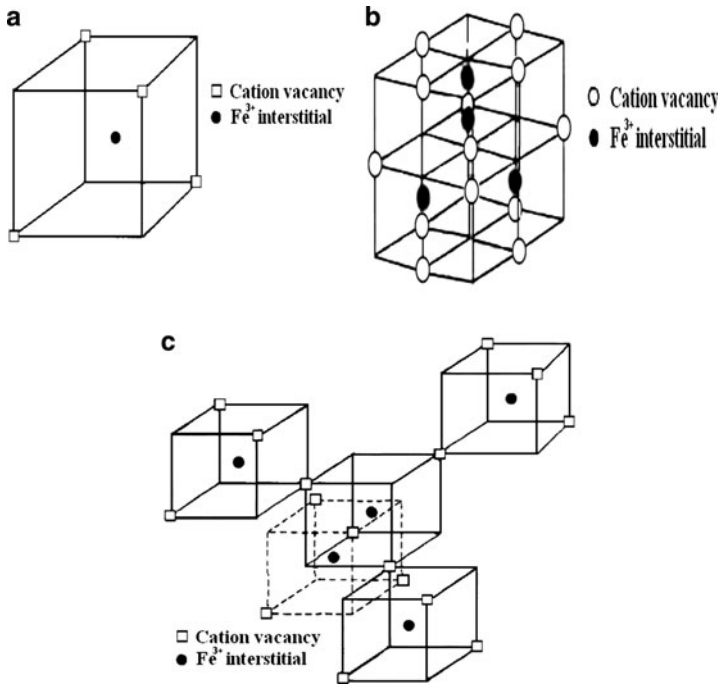 a
Cation vacancy
Fe³⁺ interstitial
b
Cation vacancy
Fe³⁺ interstitial
c
Cation vacancy
Fe³⁺ interstitial